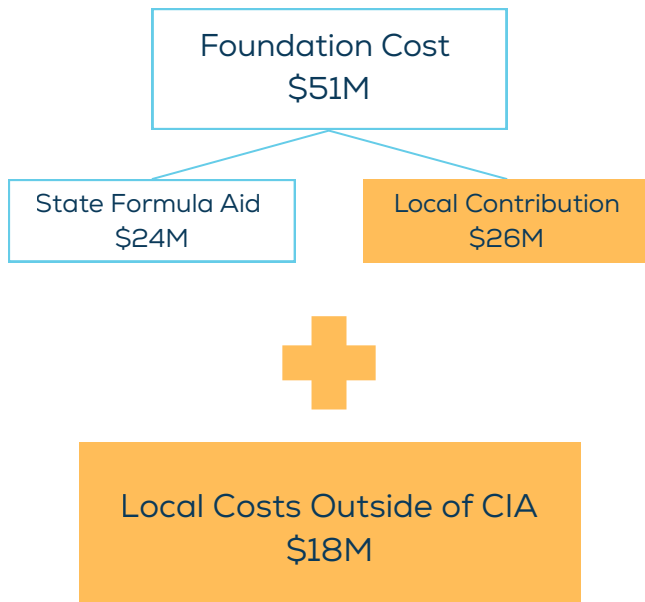 Foundation Cost
$51M
State Formula Aid
$24M
Local Contribution
$26M
Local Costs Outside of CIA
$18M